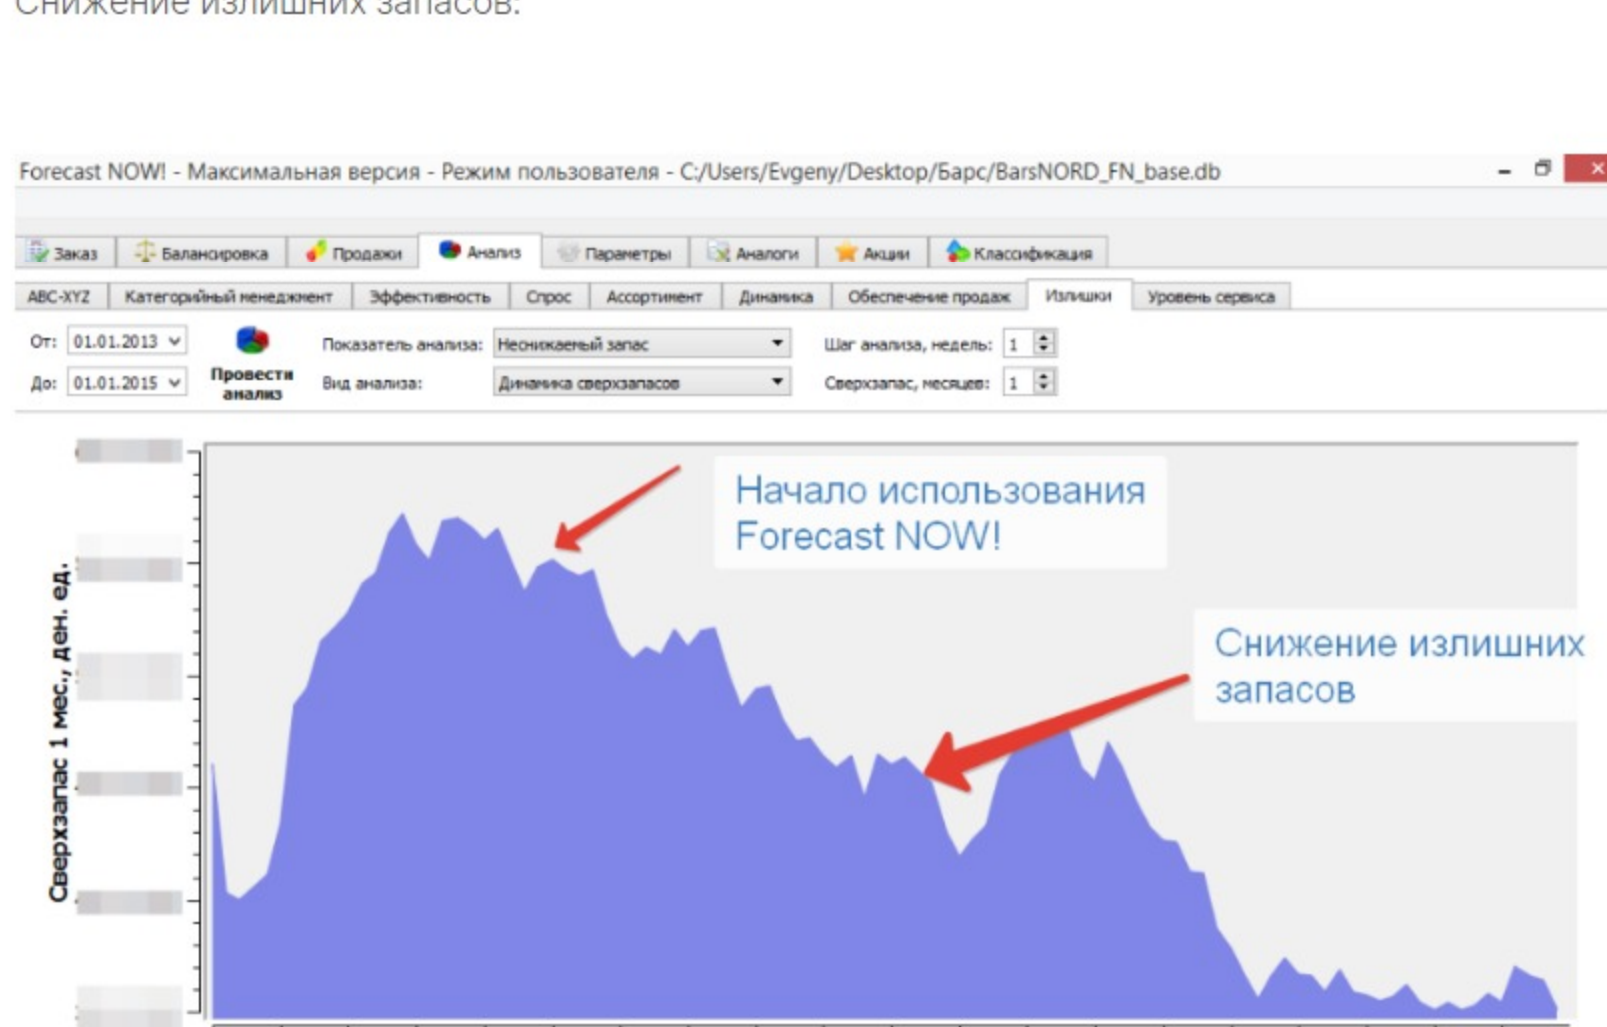 Снижение излишних запасов:
Forecast NOW! - Максимальная версия - Режим пользователя - C:/Users/Evgeny/Desktop/Барс/BarsNORD_FN_base.db
Заказ Балансировка Продажи Анализ Параметры Аналоги Акции Классификация
ABC-XYZ Категорийный менеджмент Эффективность Спрос Ассортимент Динамика Обеспечение продаж Излишки Уровень сервиса
От: 01.01.2013 Показатель анализа: Неснижаемый запас Шаг анализа, недель: 1
До: 01.01.2015 Провести анализ Вид анализа: Динамика сверхзапасов Сверхзапас, месяцев: 1
Начало использования
Forecast NOW!
Снижение излишних
запасов
Сверхзапас 1 мес., ден. ед.